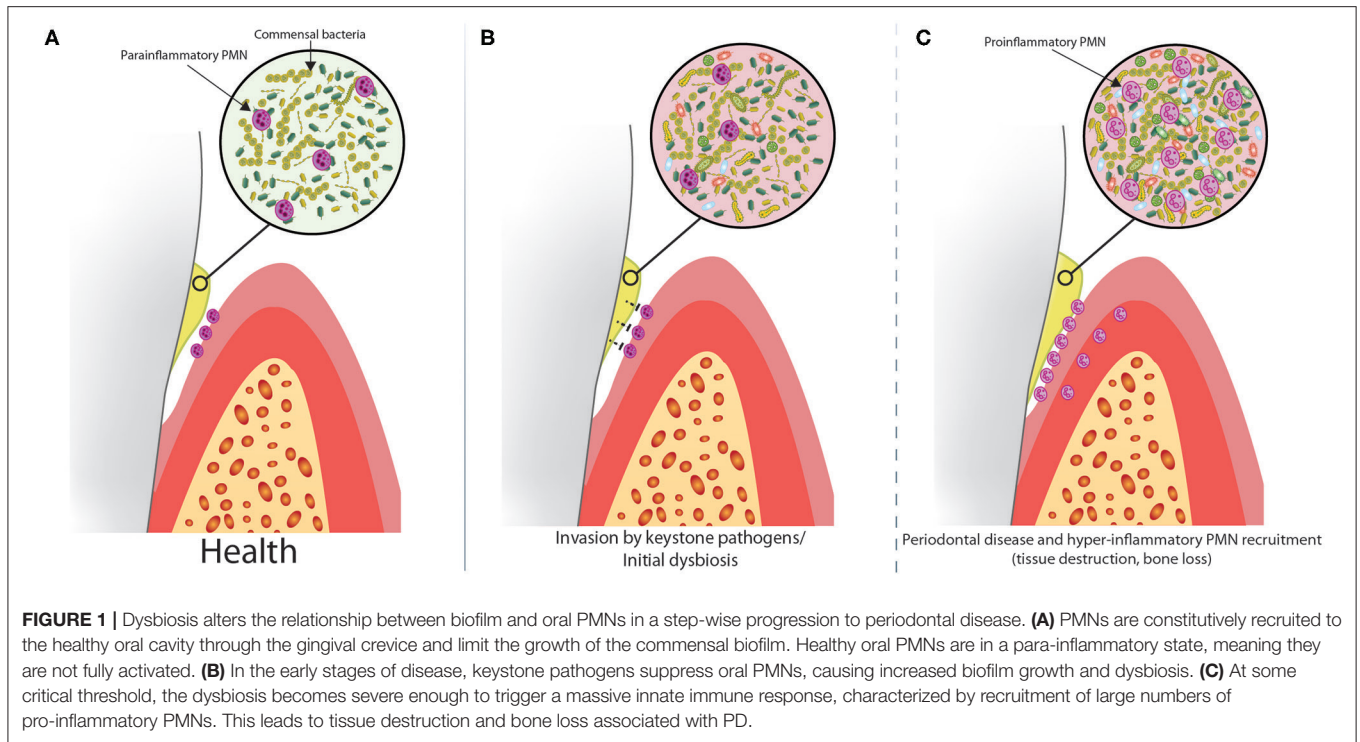 A
Commensal bacteria
Parainflammatory PMN
Health
B
Invasion by keystone pathogens/
Initial dysbiosis
C
Proinflammatory PMN
Periodontal disease and hyper-inflammatory PMN recruitment
(tissue destruction, bone loss)
FIGURE 1 | Dysbiosis alters the relationship between biofilm and oral PMNs in a step-wise progression to periodontal disease. (A) PMNs are constitutively recruited to
the healthy oral cavity through the gingival crevice and limit the growth of the commensal biofilm. Healthy oral PMNs are in a para-inflammatory state, meaning they
are not fully activated. (B) In the early stages of disease, keystone pathogens suppress oral PMNs, causing increased biofilm growth and dysbiosis. (C) At some
critical threshold, the dysbiosis becomes severe enough to trigger a massive innate immune response, characterized by recruitment of large numbers of
pro-inflammatory PMNs. This leads to tissue destruction and bone loss associated with PD.